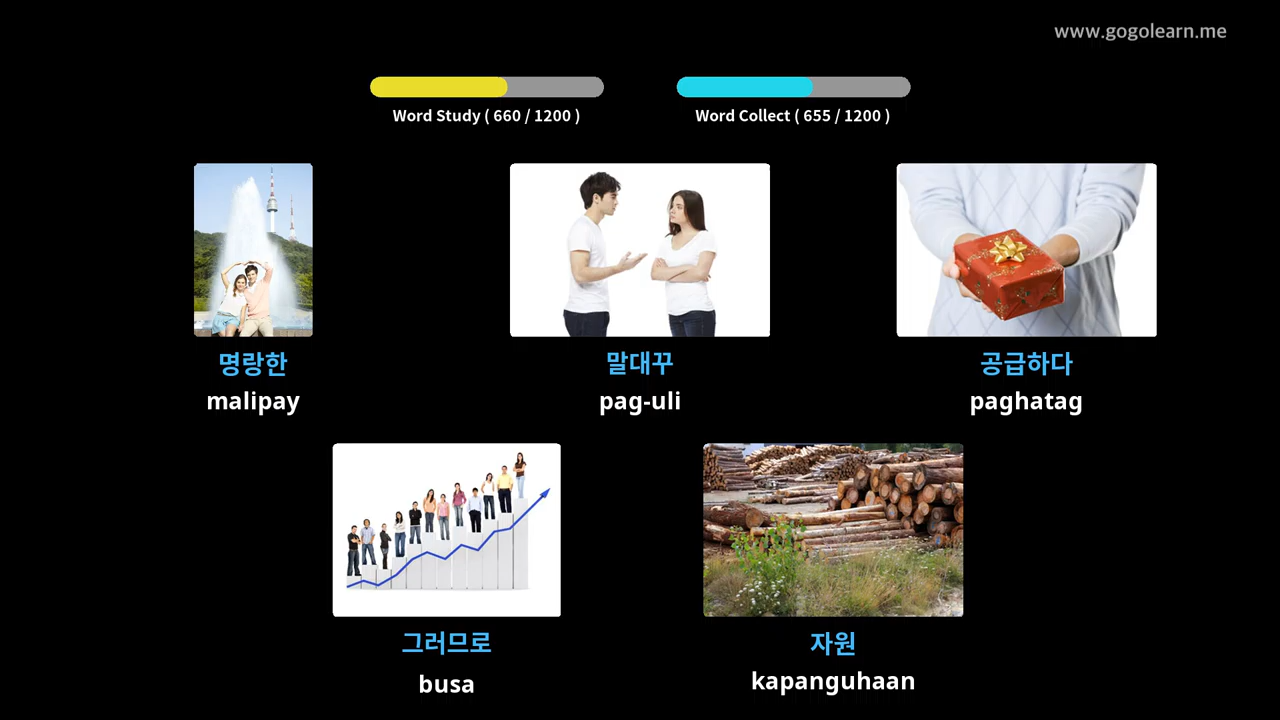 www.gogolearn.me
Word Study ( 660 / 1200 )
Word Collect ( 655 / 1200 )
명랑한
malipay
말대꾸
pag-uli
공급하다
paghatag
그러므로
busa
자원
kapanguhaan